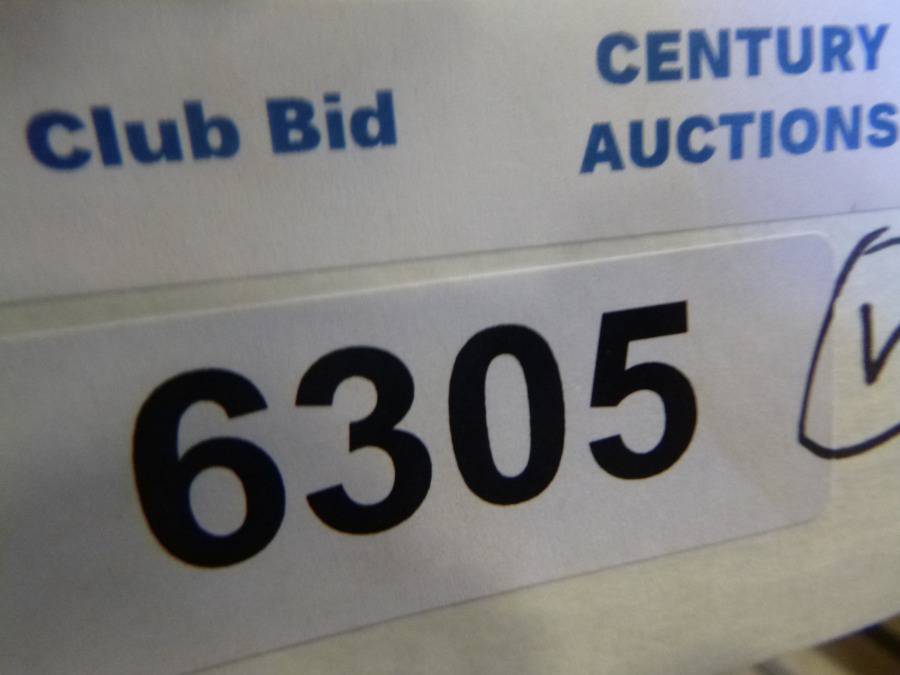 Club Bid
CENTURY
AUCTIONS
6305